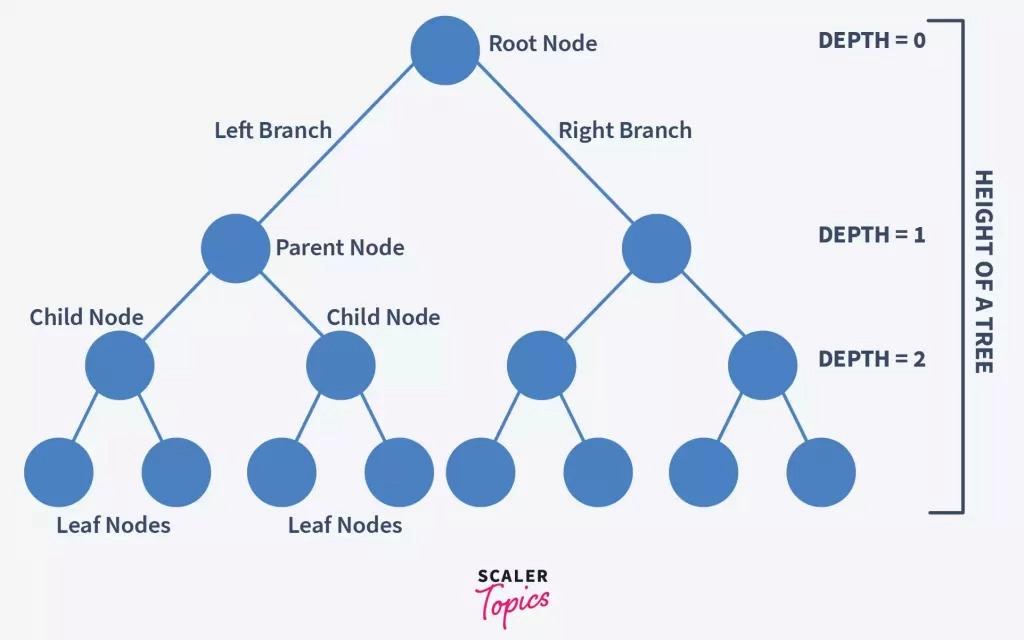 Root Node
DEPTH = 0
Left Branch
Right Branch
HEIGHT OF A TREE
Parent Node
DEPTH = 1
Child Node
Child Node
DEPTH = 2
Leaf Nodes
Leaf Nodes
SCALER
Topics